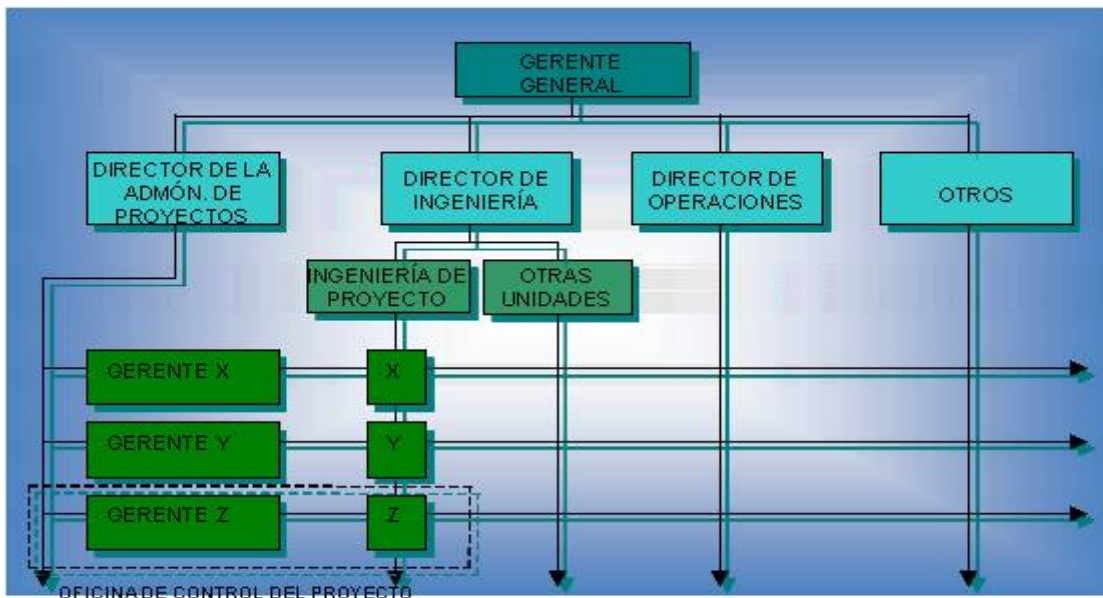 GERENTE
GENERAL
DIRECTOR DE LA
ADMÓN. DE
PROYECTOS
DIRECTOR DE
INGENIERÍA
DIRECTOR DE
OPERACIONES
OTROS
INGENIERÍA DE
PROYECTO
OTRAS
UNIDADES
GERENTE X
X
GERENTE Y
Y
GERENTE Z
Z
OFICINA DE CONTROL DEL PROYECTO